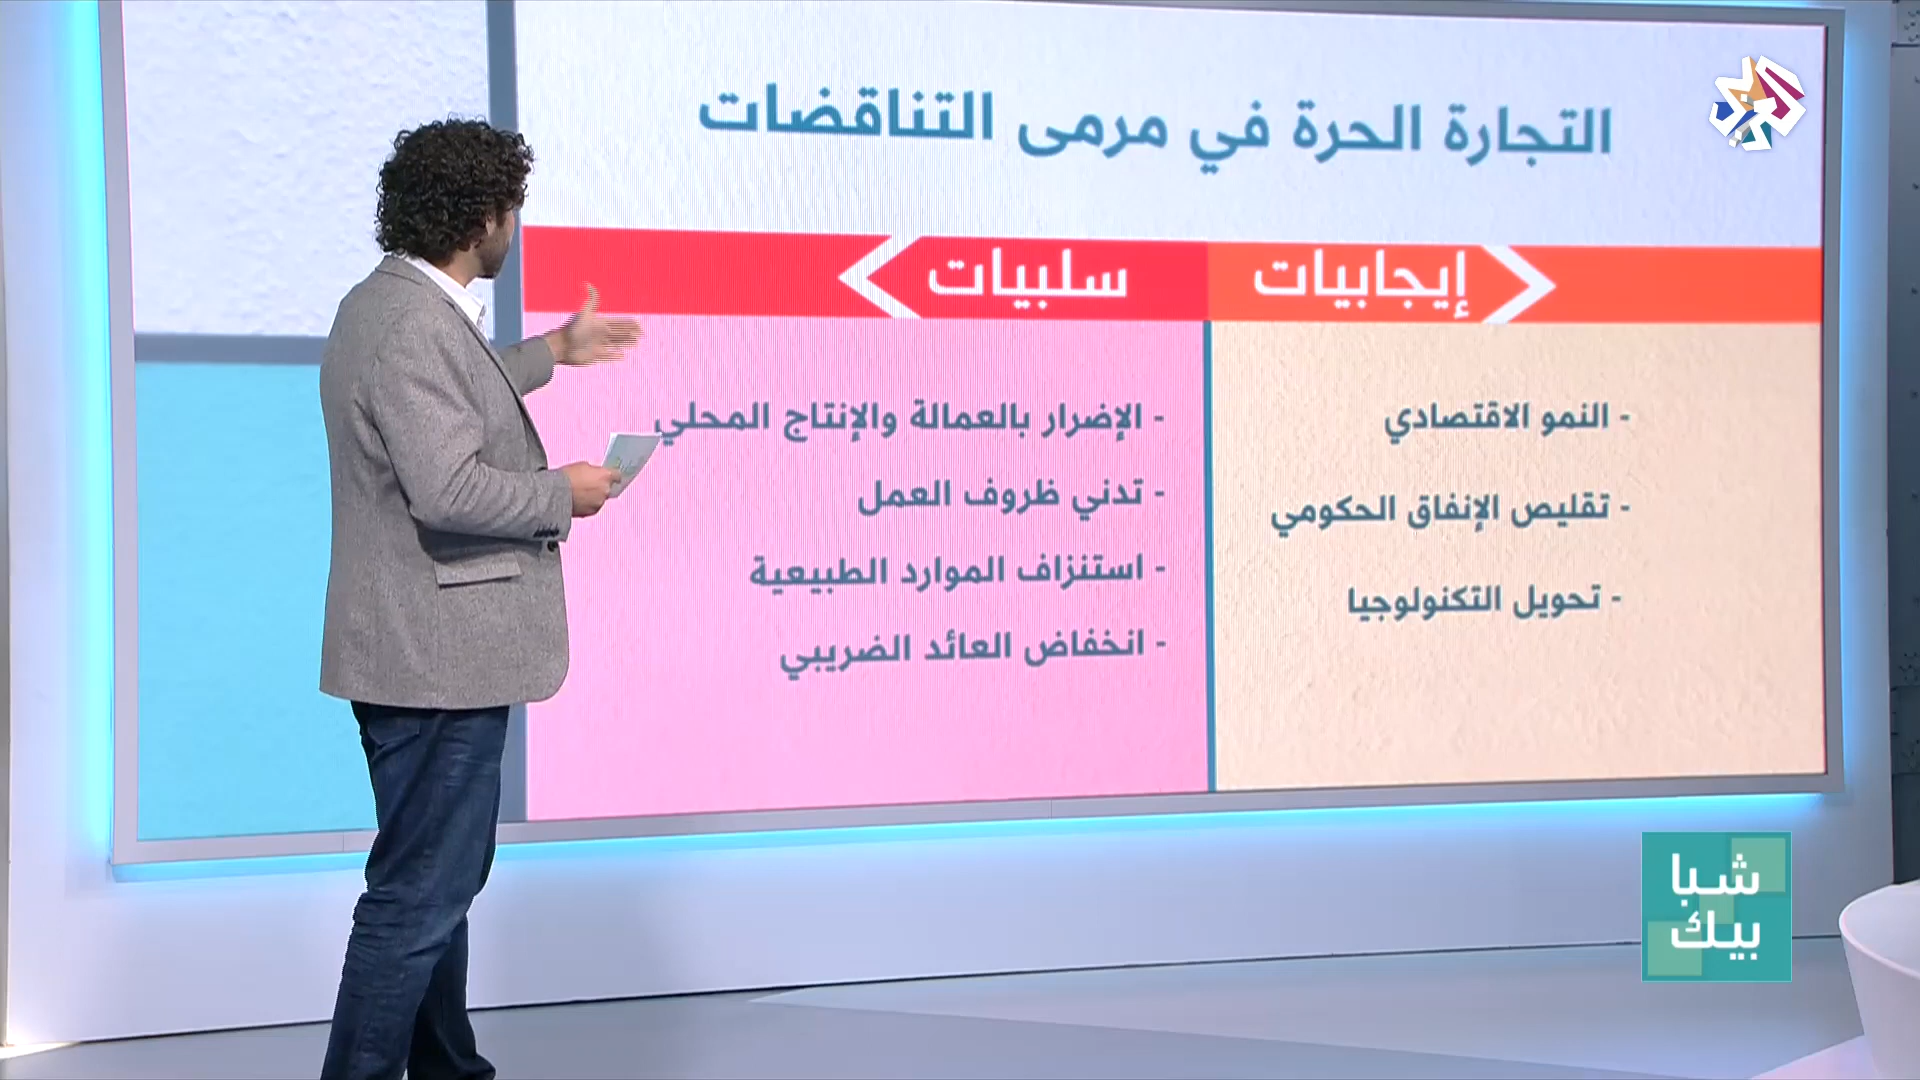 التجارة الحرة في مرمى التناقضات
إيجابيات
- النمو الاقتصادي
- تقليص الإنفاق الحكومي
- تحويل التكنولوجيا
سلبيات
- الإضرار بالعمالة والإنتاج المحلي
- تدني ظروف العمل
- استنزاف الموارد الطبيعية
- انخفاض العائد الضريبي
شبا
بيك